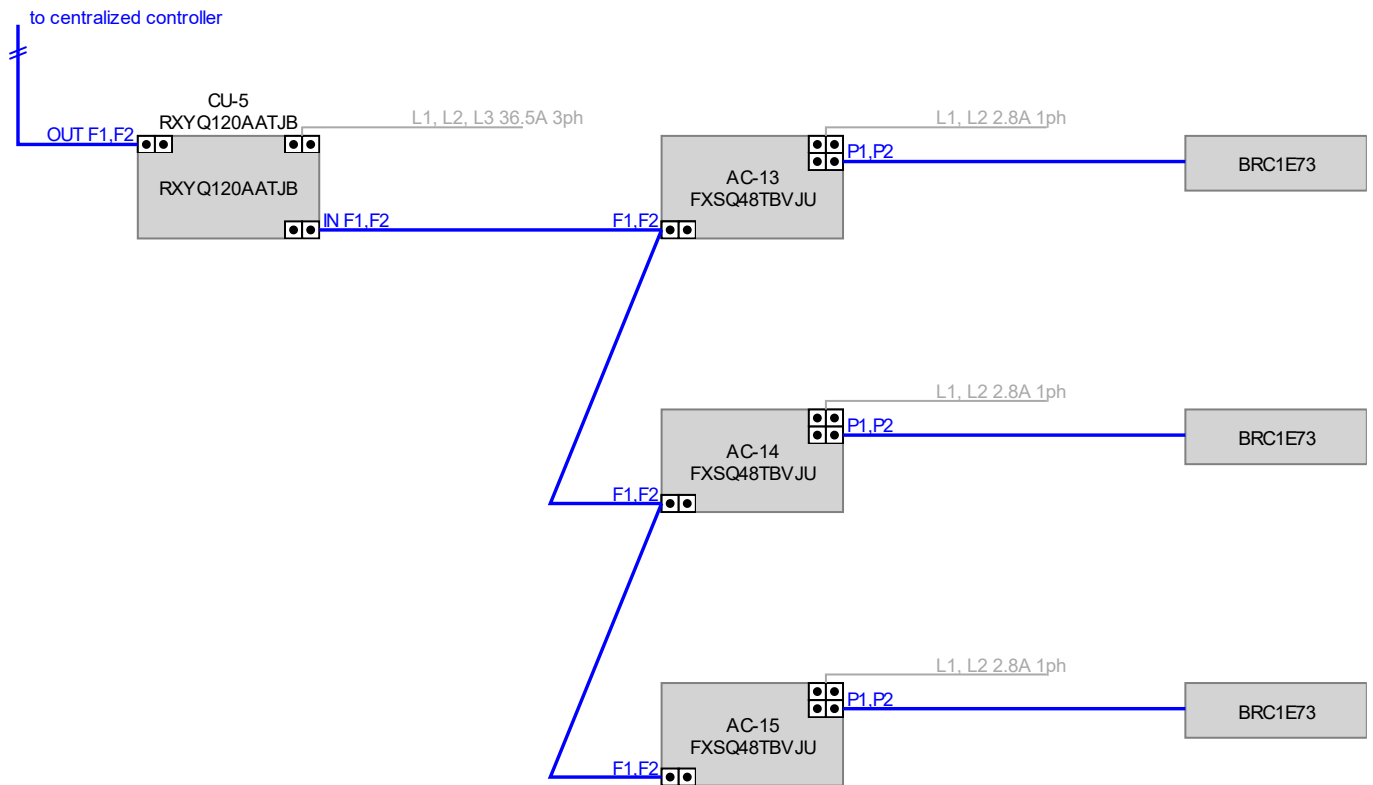 to centralized controller
CU-5
RXYQ120AATJB
OUT F1,F2
L1, L2, L3 36.5A 3ph
RXYQ120AATJB
IN F1,F2
L1, L2 2.8A 1ph
P1,P2
AC-13
FXSQ48TBVJU
F1,F2
BRC1E73
L1, L2 2.8A 1ph
P1,P2
AC-14
FXSQ48TBVJU
F1,F2
BRC1E73
L1, L2 2.8A 1ph
P1,P2
AC-15
FXSQ48TBVJU
F1,F2
BRC1E73